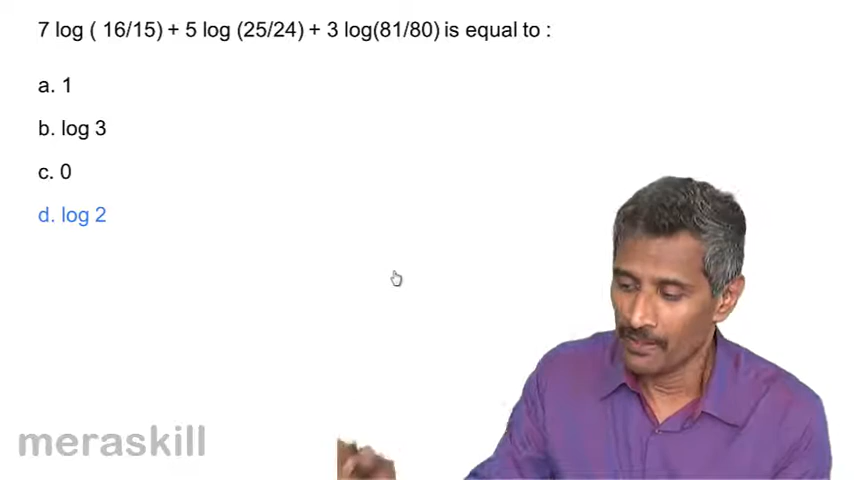 7 log ( 16/15) + 5 log (25/24) + 3 log(81/80) is equal to :
a. 1
b. log 3
c. 0
d. log 2
meraskill